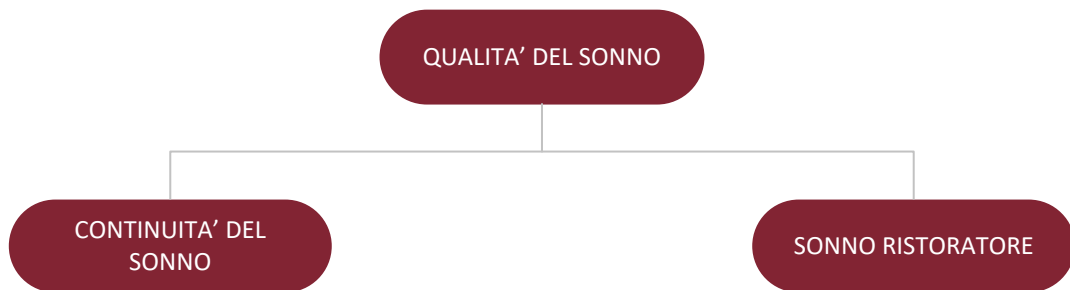 QUALITA’ DEL SONNO
CONTINUITA’ DEL
SONNO
SONNO RISTORATORE